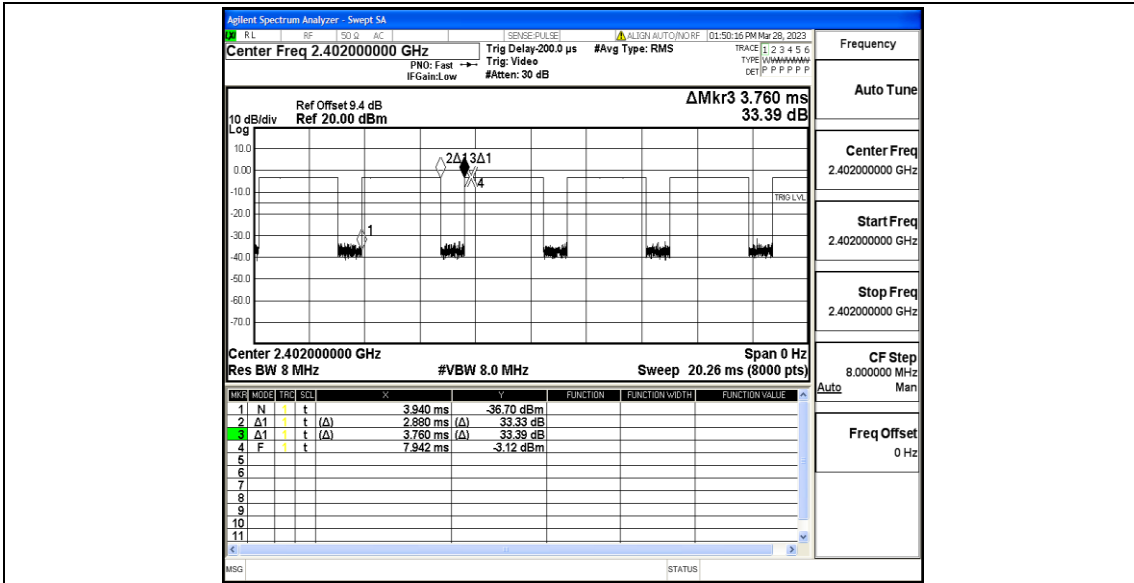 Agilent Spectrum Analyzer - Swept SA
RL RF 50 Ω AC SENSE:PULSE ALIGN AUTO/NO RF 01:50:16 PM Mar 28, 2023
Center Freq 2.402000000 GHz
PNO: Fast
IFGain:Low
Trig Delay-200.0 µs
Trig: Video
#Atten: 30 dB
#Avg Type: RMS
TRACE 1 2 3 4 5 6
TYPE
DET P P P P P P
Frequency
Auto Tune
Ref Offset 9.4 dB
10 dB/div Ref 20.00 dBm
Log
ΔMkr3 3.760 ms
33.39 dB
10.0
0.00
-10.0
-20.0
-30.0
-40.0
-50.0
-60.0
-70.0
2Δ1 3Δ1
4
1
TRIG LVL
Center 2.402000000 GHz Span 0 Hz
Res BW 8 MHz #VBW 8.0 MHz Sweep 20.26 ms (8000 pts)
Center Freq
2.402000000 GHz
Start Freq
2.402000000 GHz
Stop Freq
2.402000000 GHz
CF Step
8.000000 MHz
Auto Man
Freq Offset
0 Hz
MKR MODE TRC SCL X Y FUNCTION FUNCTION WIDTH FUNCTION VALUE
1 N 1 t 3.940 ms -36.70 dBm
2 Δ1 1 t (Δ) 2.880 ms (Δ) 33.33 dB
3 Δ1 1 t (Δ) 3.760 ms (Δ) 33.39 dB
4 F 1 t 7.942 ms -3.12 dBm
5
6
7
8
9
10
11
MSG STATUS